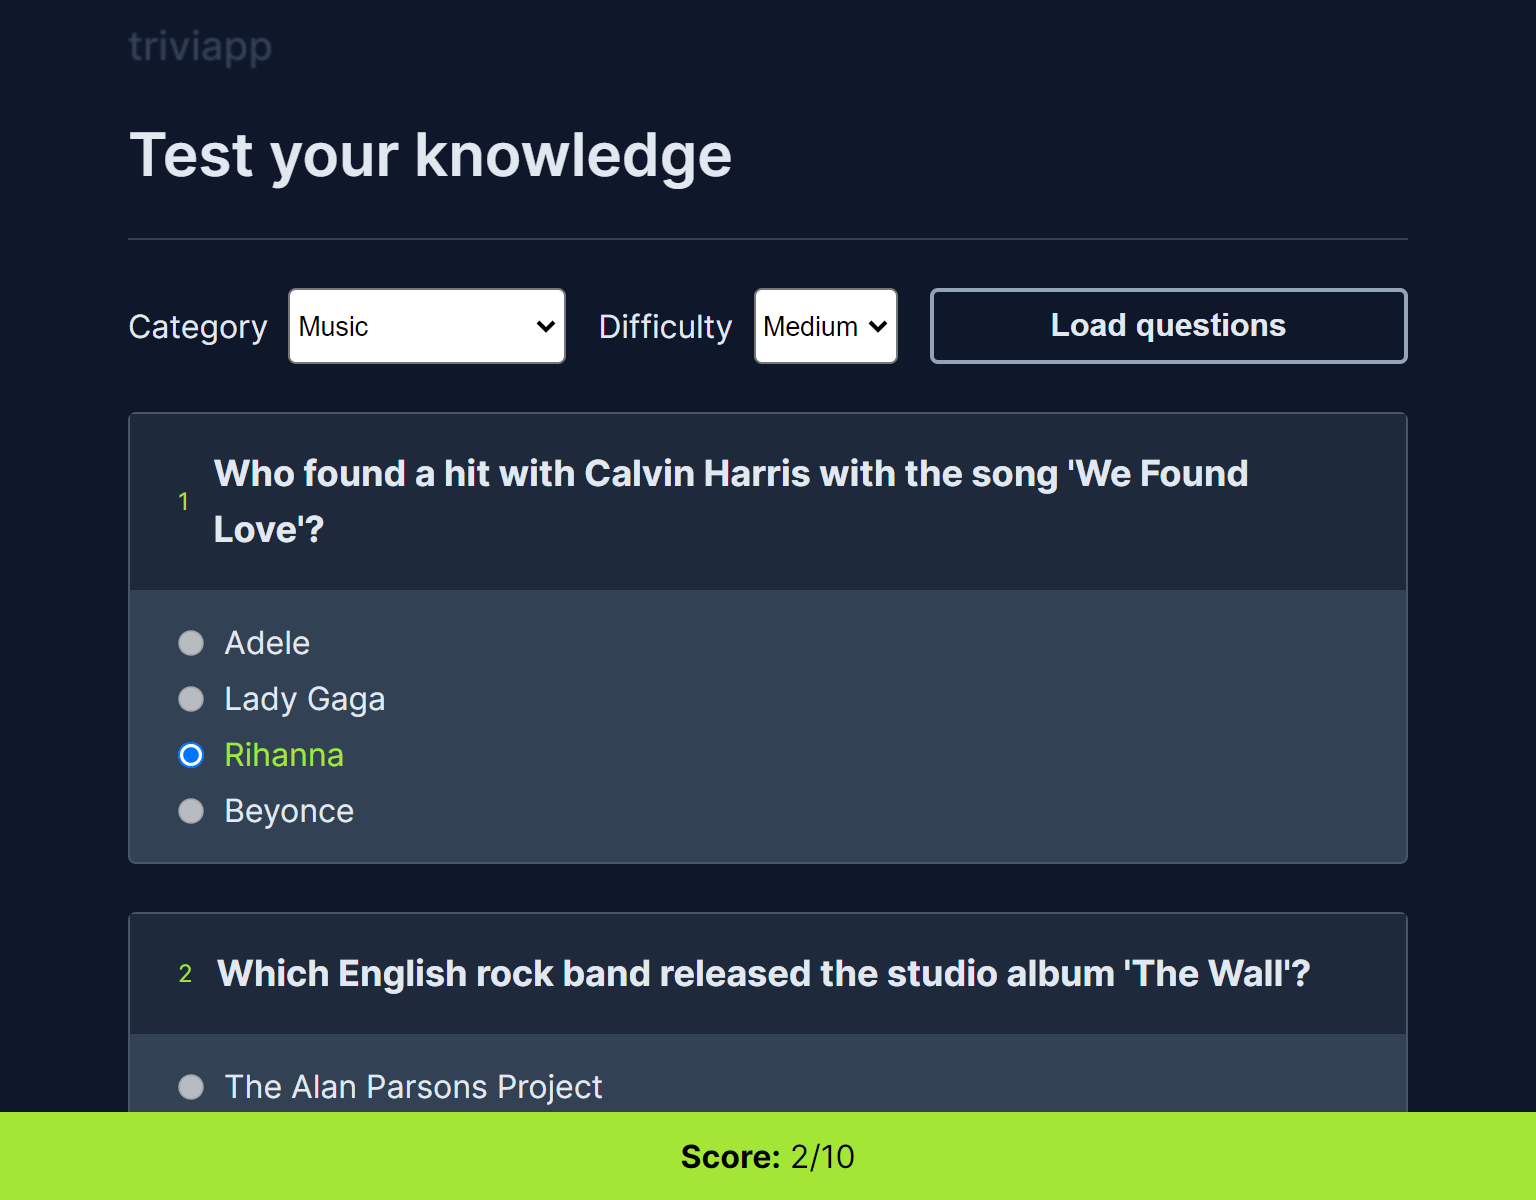 triviapp
Test your knowledge
Category Music Difficulty Medium Load questions
1 Who found a hit with Calvin Harris with the song 'We Found
Love'?
Adele
Lady Gaga
Rihanna
Beyonce
2 Which English rock band released the studio album 'The Wall'?
The Alan Parsons Project
Score: 2/10